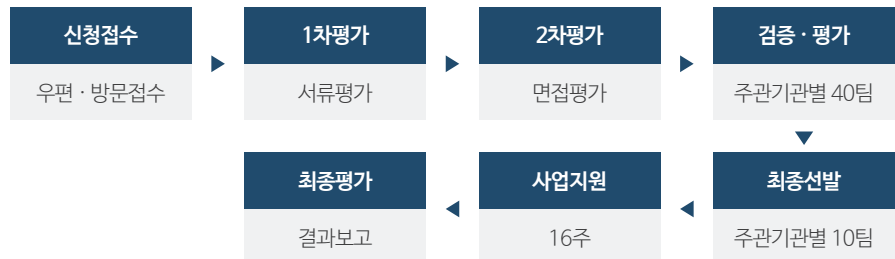 신청접수
우편 · 방문접수
1차평가
서류평가
2차평가
면접평가
검증 · 평가
주관기관별 40팀
최종선발
주관기관별 10팀
사업지원
16주
최종평가
결과보고